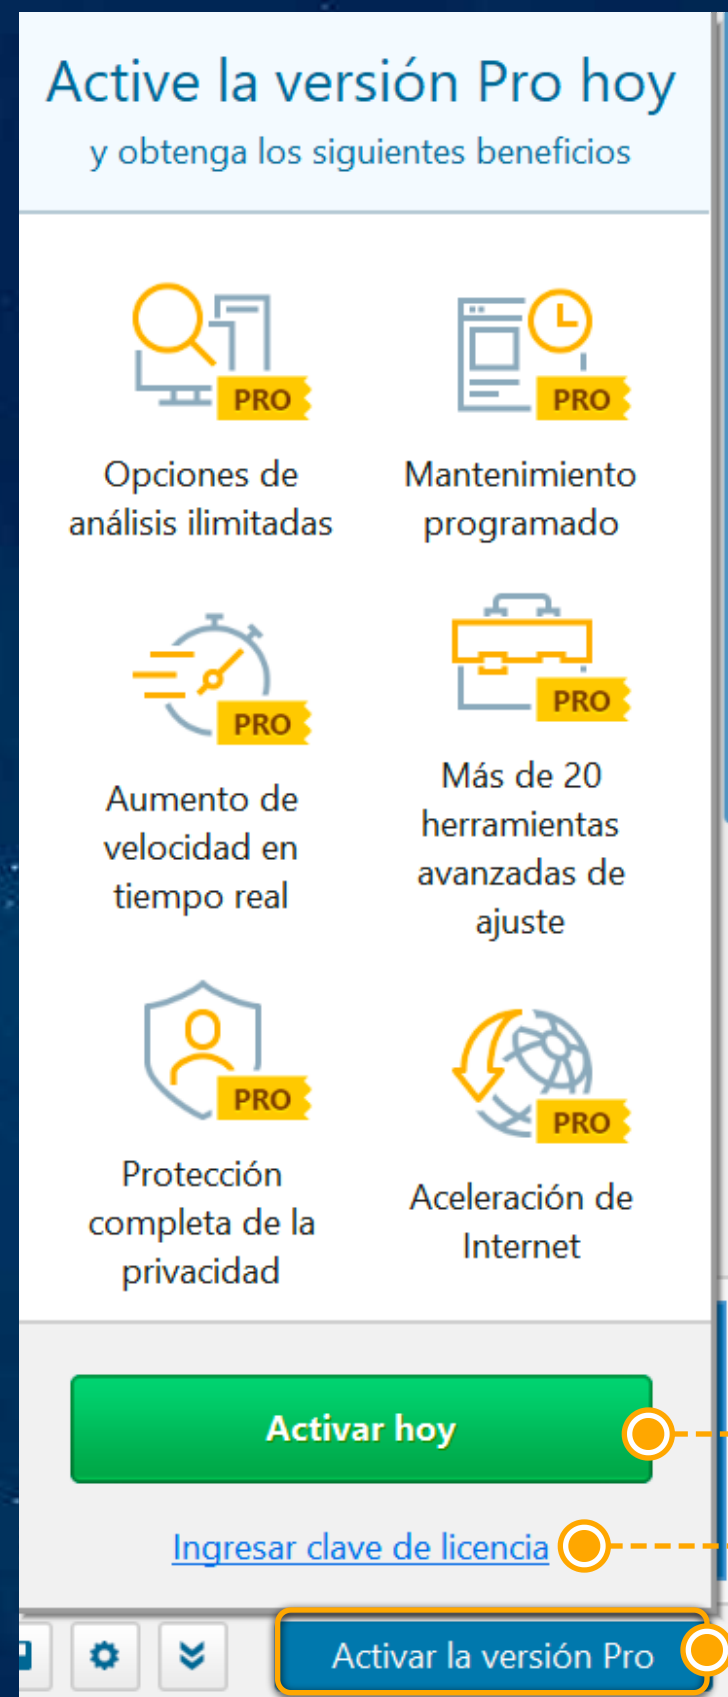 Active la versión Pro hoy
y obtenga los siguientes beneficios
PRO
Opciones de
análisis ilimitadas
PRO
Mantenimiento
programado
PRO
Aumento de
velocidad en
tiempo real
PRO
Más de 20
herramientas
avanzadas de
ajuste
PRO
Protección
completa de la
privacidad
PRO
Aceleración de
Internet
Activar hoy
Ingresar clave de licencia
Activar la versión Pro